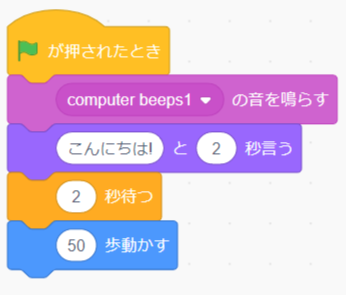 が押されたとき
computer beeps1 の音を鳴らす
こんにちは! と 2 秒言う
2 秒待つ
50 歩動かす